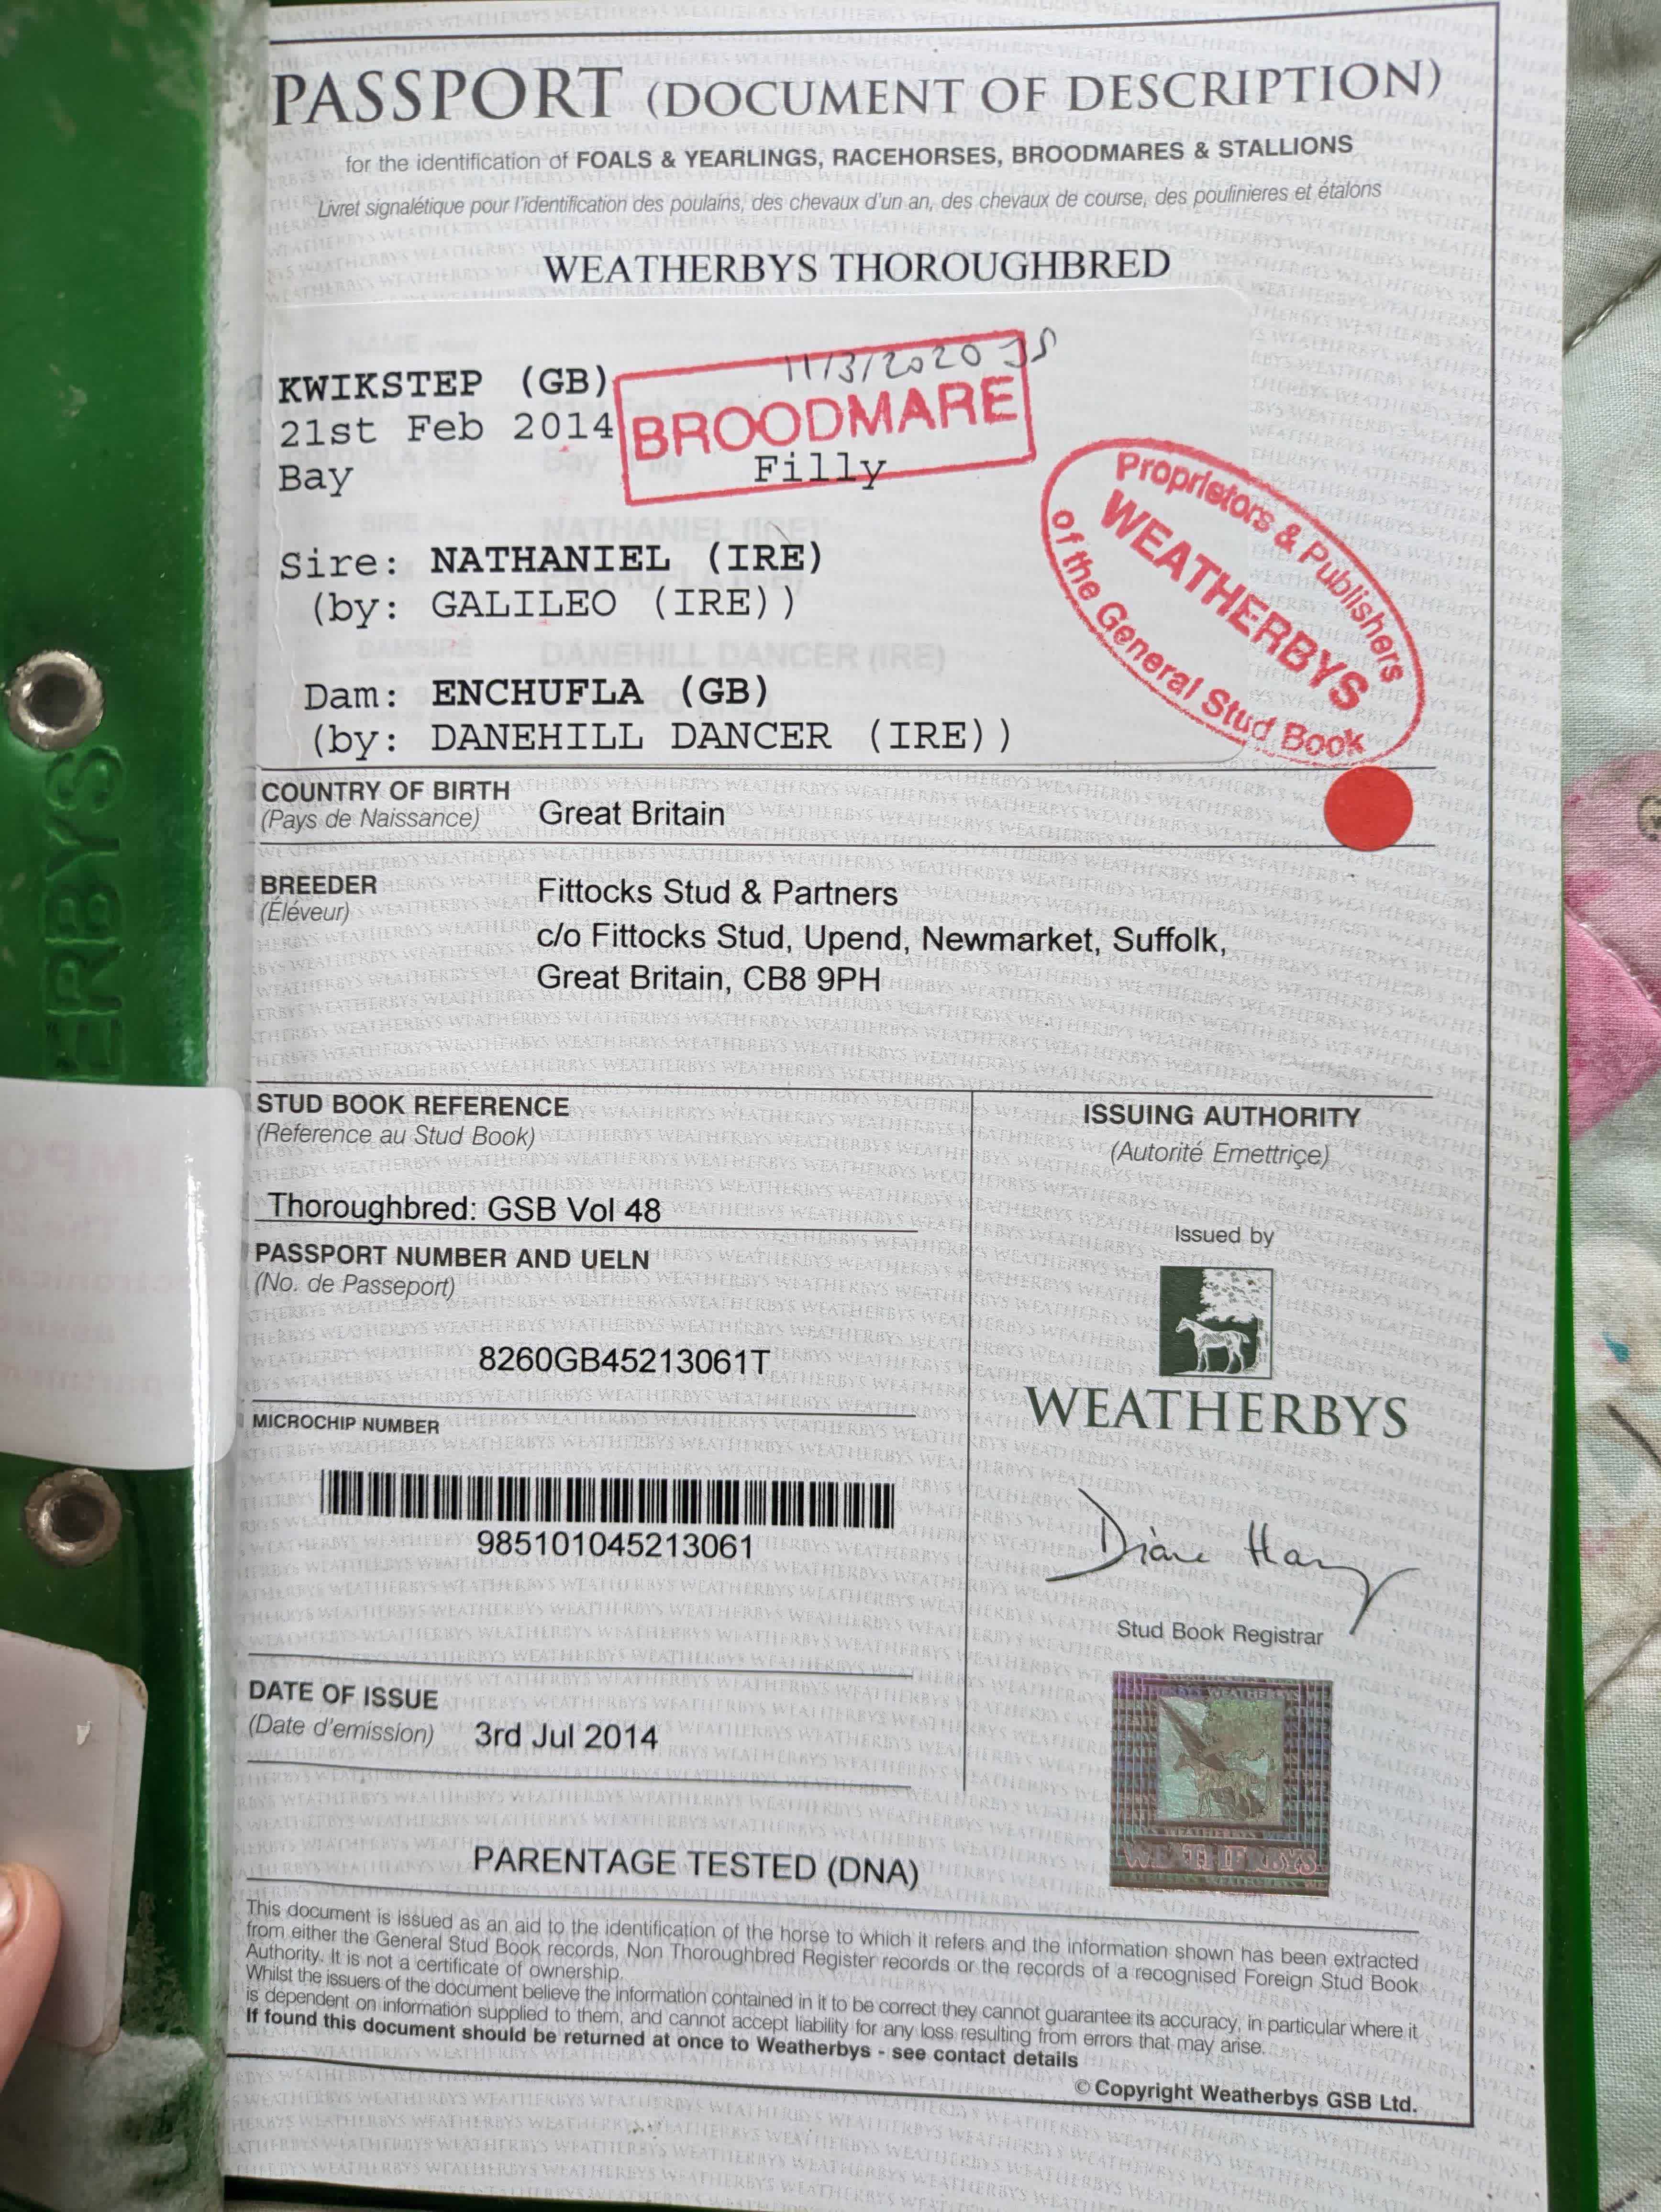 PASSPORT (DOCUMENT OF DESCRIPTION)
for the identification of FOALS & YEARLINGS, RACEHORSES, BROODMARES & STALLIONS
Livret signalétique pour l'identification des poulains, des chevaux d'un an, des chevaux de course, des poulinieres et étalons
WEATHERBYS THOROUGHBRED
11/3/2020 JS
KWIKSTEP (GB)
BROODMARE
21st Feb 2014
Bay Filly
Proprietors & Publishers
WEATHERBYS
of the General Stud Book
Sire: NATHANIEL (IRE)
(by: GALILEO (IRE))
Dam: ENCHUFLA (GB)
(by: DANEHILL DANCER (IRE))
COUNTRY OF BIRTH
(Pays de Naissance) Great Britain
BREEDER
(Éléveur)
Fittocks Stud & Partners
c/o Fittocks Stud, Upend, Newmarket, Suffolk,
Great Britain, CB8 9PH
STUD BOOK REFERENCE
(Reference au Stud Book)
Thoroughbred: GSB Vol 48
PASSPORT NUMBER AND UELN
(No. de Passeport)
8260GB45213061T
MICROCHIP NUMBER
985101045213061
DATE OF ISSUE
(Date d'emission) 3rd Jul 2014
ISSUING AUTHORITY
(Autorité Emettriçe)
Issued by
WEATHERBYS
Stud Book Registrar
WEATHERBYS
PARENTAGE TESTED (DNA)
This document is issued as an aid to the identification of the horse to which it refers and the information shown has been extracted
from either the General Stud Book records, Non Thoroughbred Register records or the records of a recognised Foreign Stud Book
Authority. It is not a certificate of ownership.
Whilst the issuers of the document believe the information contained in it to be correct they cannot guarantee its accuracy, in particular where it
is dependent on information supplied to them, and cannot accept liability for any loss resulting from errors that may arise.
If found this document should be returned at once to Weatherbys - see contact details
© Copyright Weatherbys GSB Ltd.
ERBYS